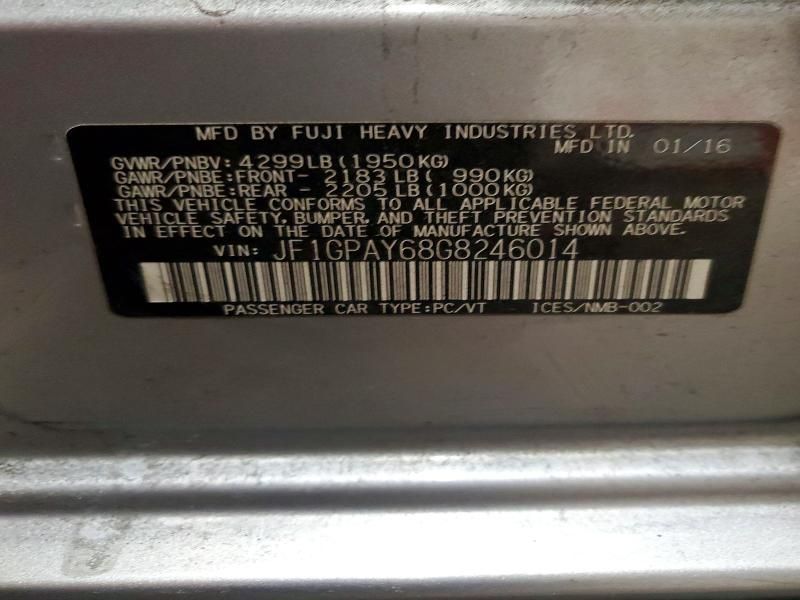 MFD BY FUJI HEAVY INDUSTRIES LTD.
MFD IN 01/16
GVWR/PNBV: 4299LB(1950KG)
GAWR/PNBE:FRONT- 2183LB( 990KG)
GAWR/PNBE:REAR - 2205LB(1000KG)
THIS VEHICLE CONFORMS TO ALL APPLICABLE FEDERAL MOTOR
VEHICLE SAFETY, BUMPER, AND THEFT PREVENTION STANDARDS
IN EFFECT ON THE DATE OF MANUFACTURE SHOWN ABOVE.
VIN: JF1GPAY68G8246014
PASSENGER CAR TYPE:PC/VT ICES/NMB-002